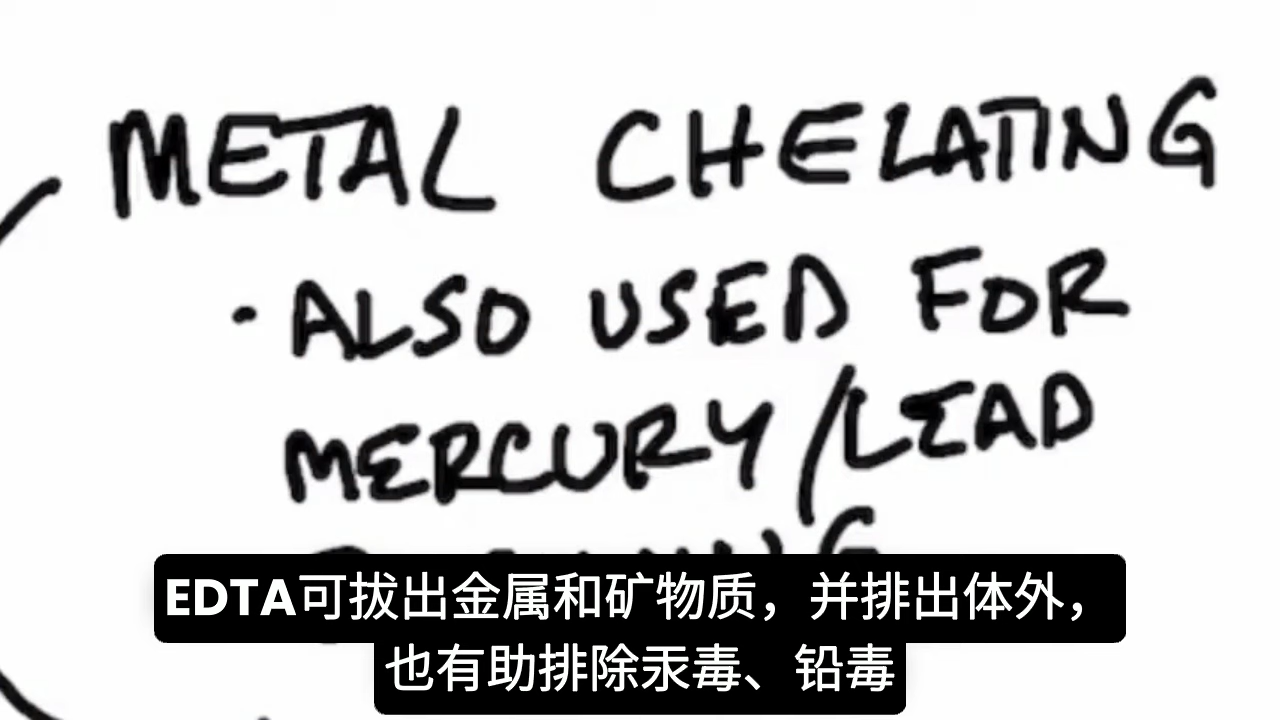 METAL CHELATING
· ALSO USED FOR
MERCURY/LEAD
EDTA可拔出金属和矿物质，并排出体外，
也有助排除汞毒、铅毒